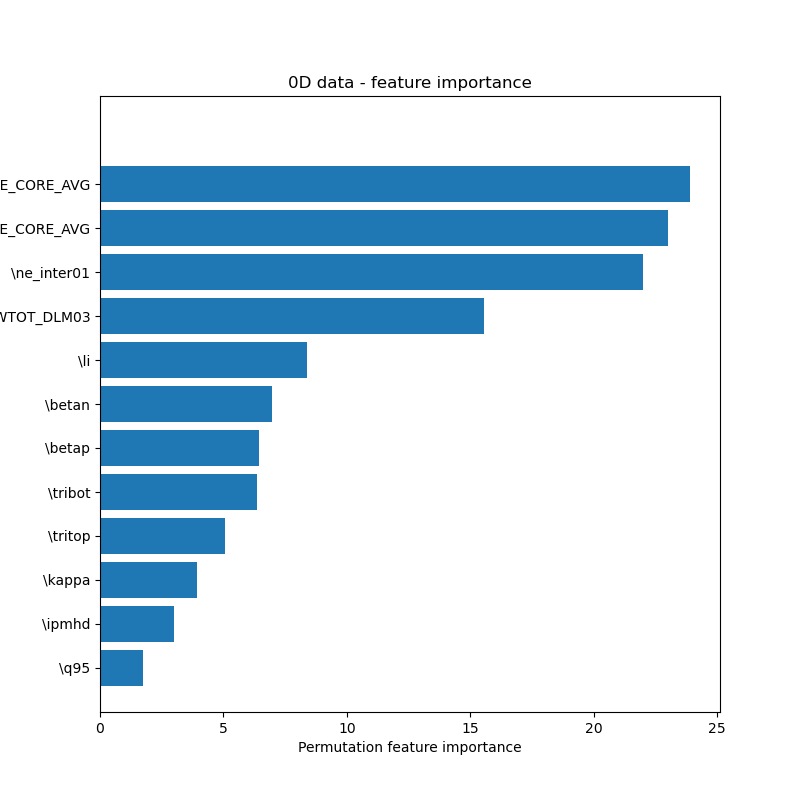 0D data - feature importance
E_CORE_AVG
E_CORE_AVG
\ne_inter01
WTOT_DLM03
\li
\betan
\betap
\tribot
\tritop
\kappa
\ipmhd
\q95
0 5 10 15 20 25
Permutation feature importance